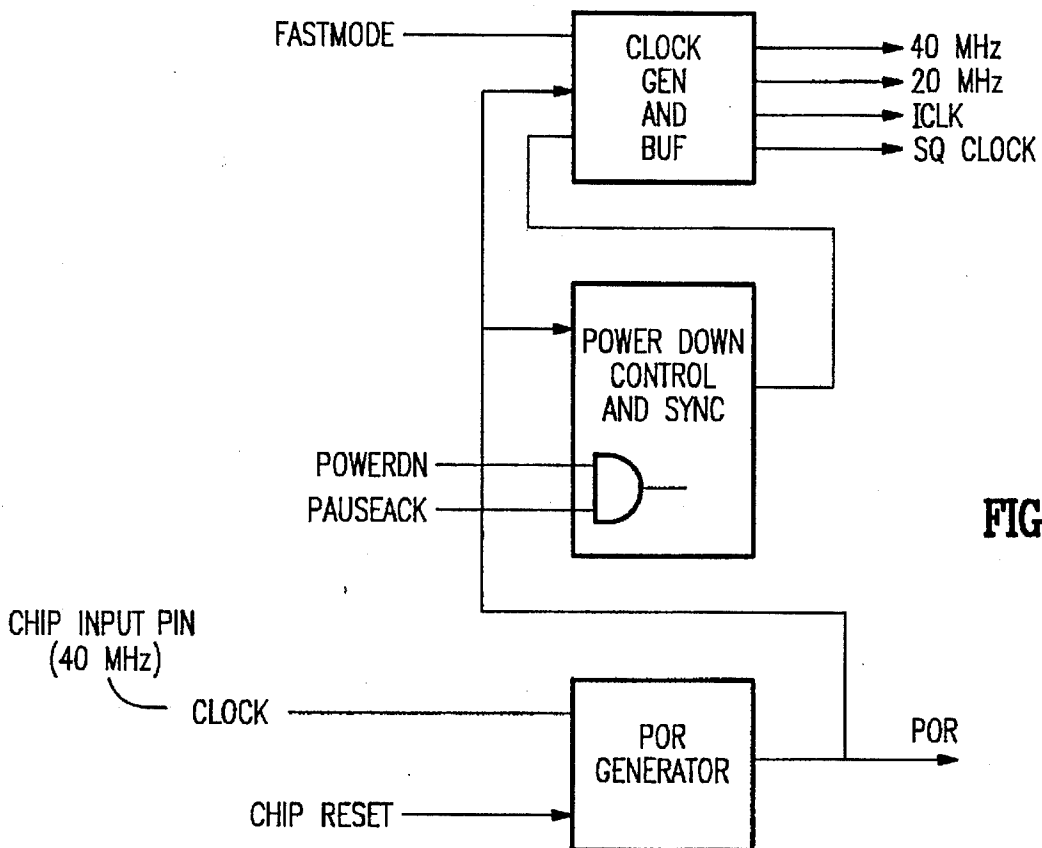 FASTMODE
CLOCK
GEN
AND
BUF
40 MHz
20 MHz
ICLK
SQ CLOCK
POWER DOWN
CONTROL
AND SYNC
POWERDN
PAUSEACK
FIG
CHIP INPUT PIN
(40 MHz)
CLOCK
POR
GENERATOR
POR
CHIP RESET